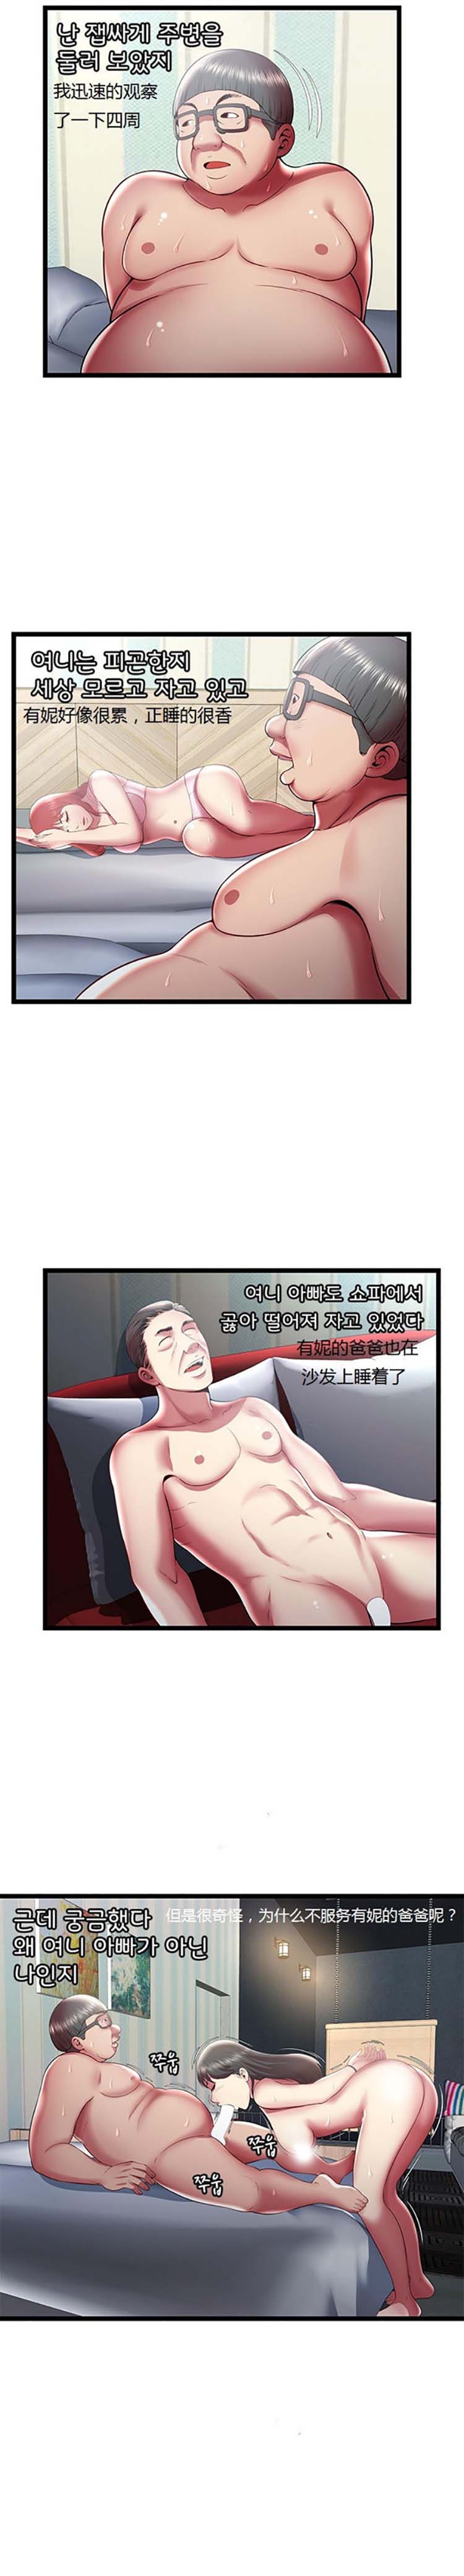 난 잽싸게 주변을
둘러 보았지
我迅速的观察
了一下四周
여니는 피곤한지
세상 모르고 자고 있고
有妮好像很累，正睡的很香
여니 아빠도 쇼파에서
곯아 떨어져 자고 있었다
有妮的爸爸也在
沙发上睡着了
근데 궁금했다
왜 여니 아빠가 아닌
나인지
但是很奇怪，为什么不服务有妮的爸爸呢？
쭈웁
쭈웁
쭈웁